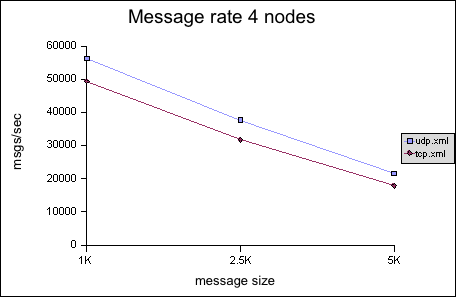 Message rate 4 nodes
60000
50000
40000
30000
20000
10000
0
msgs/sec
1K
2.5K
5K
message size
udp.xml
tcp.xml